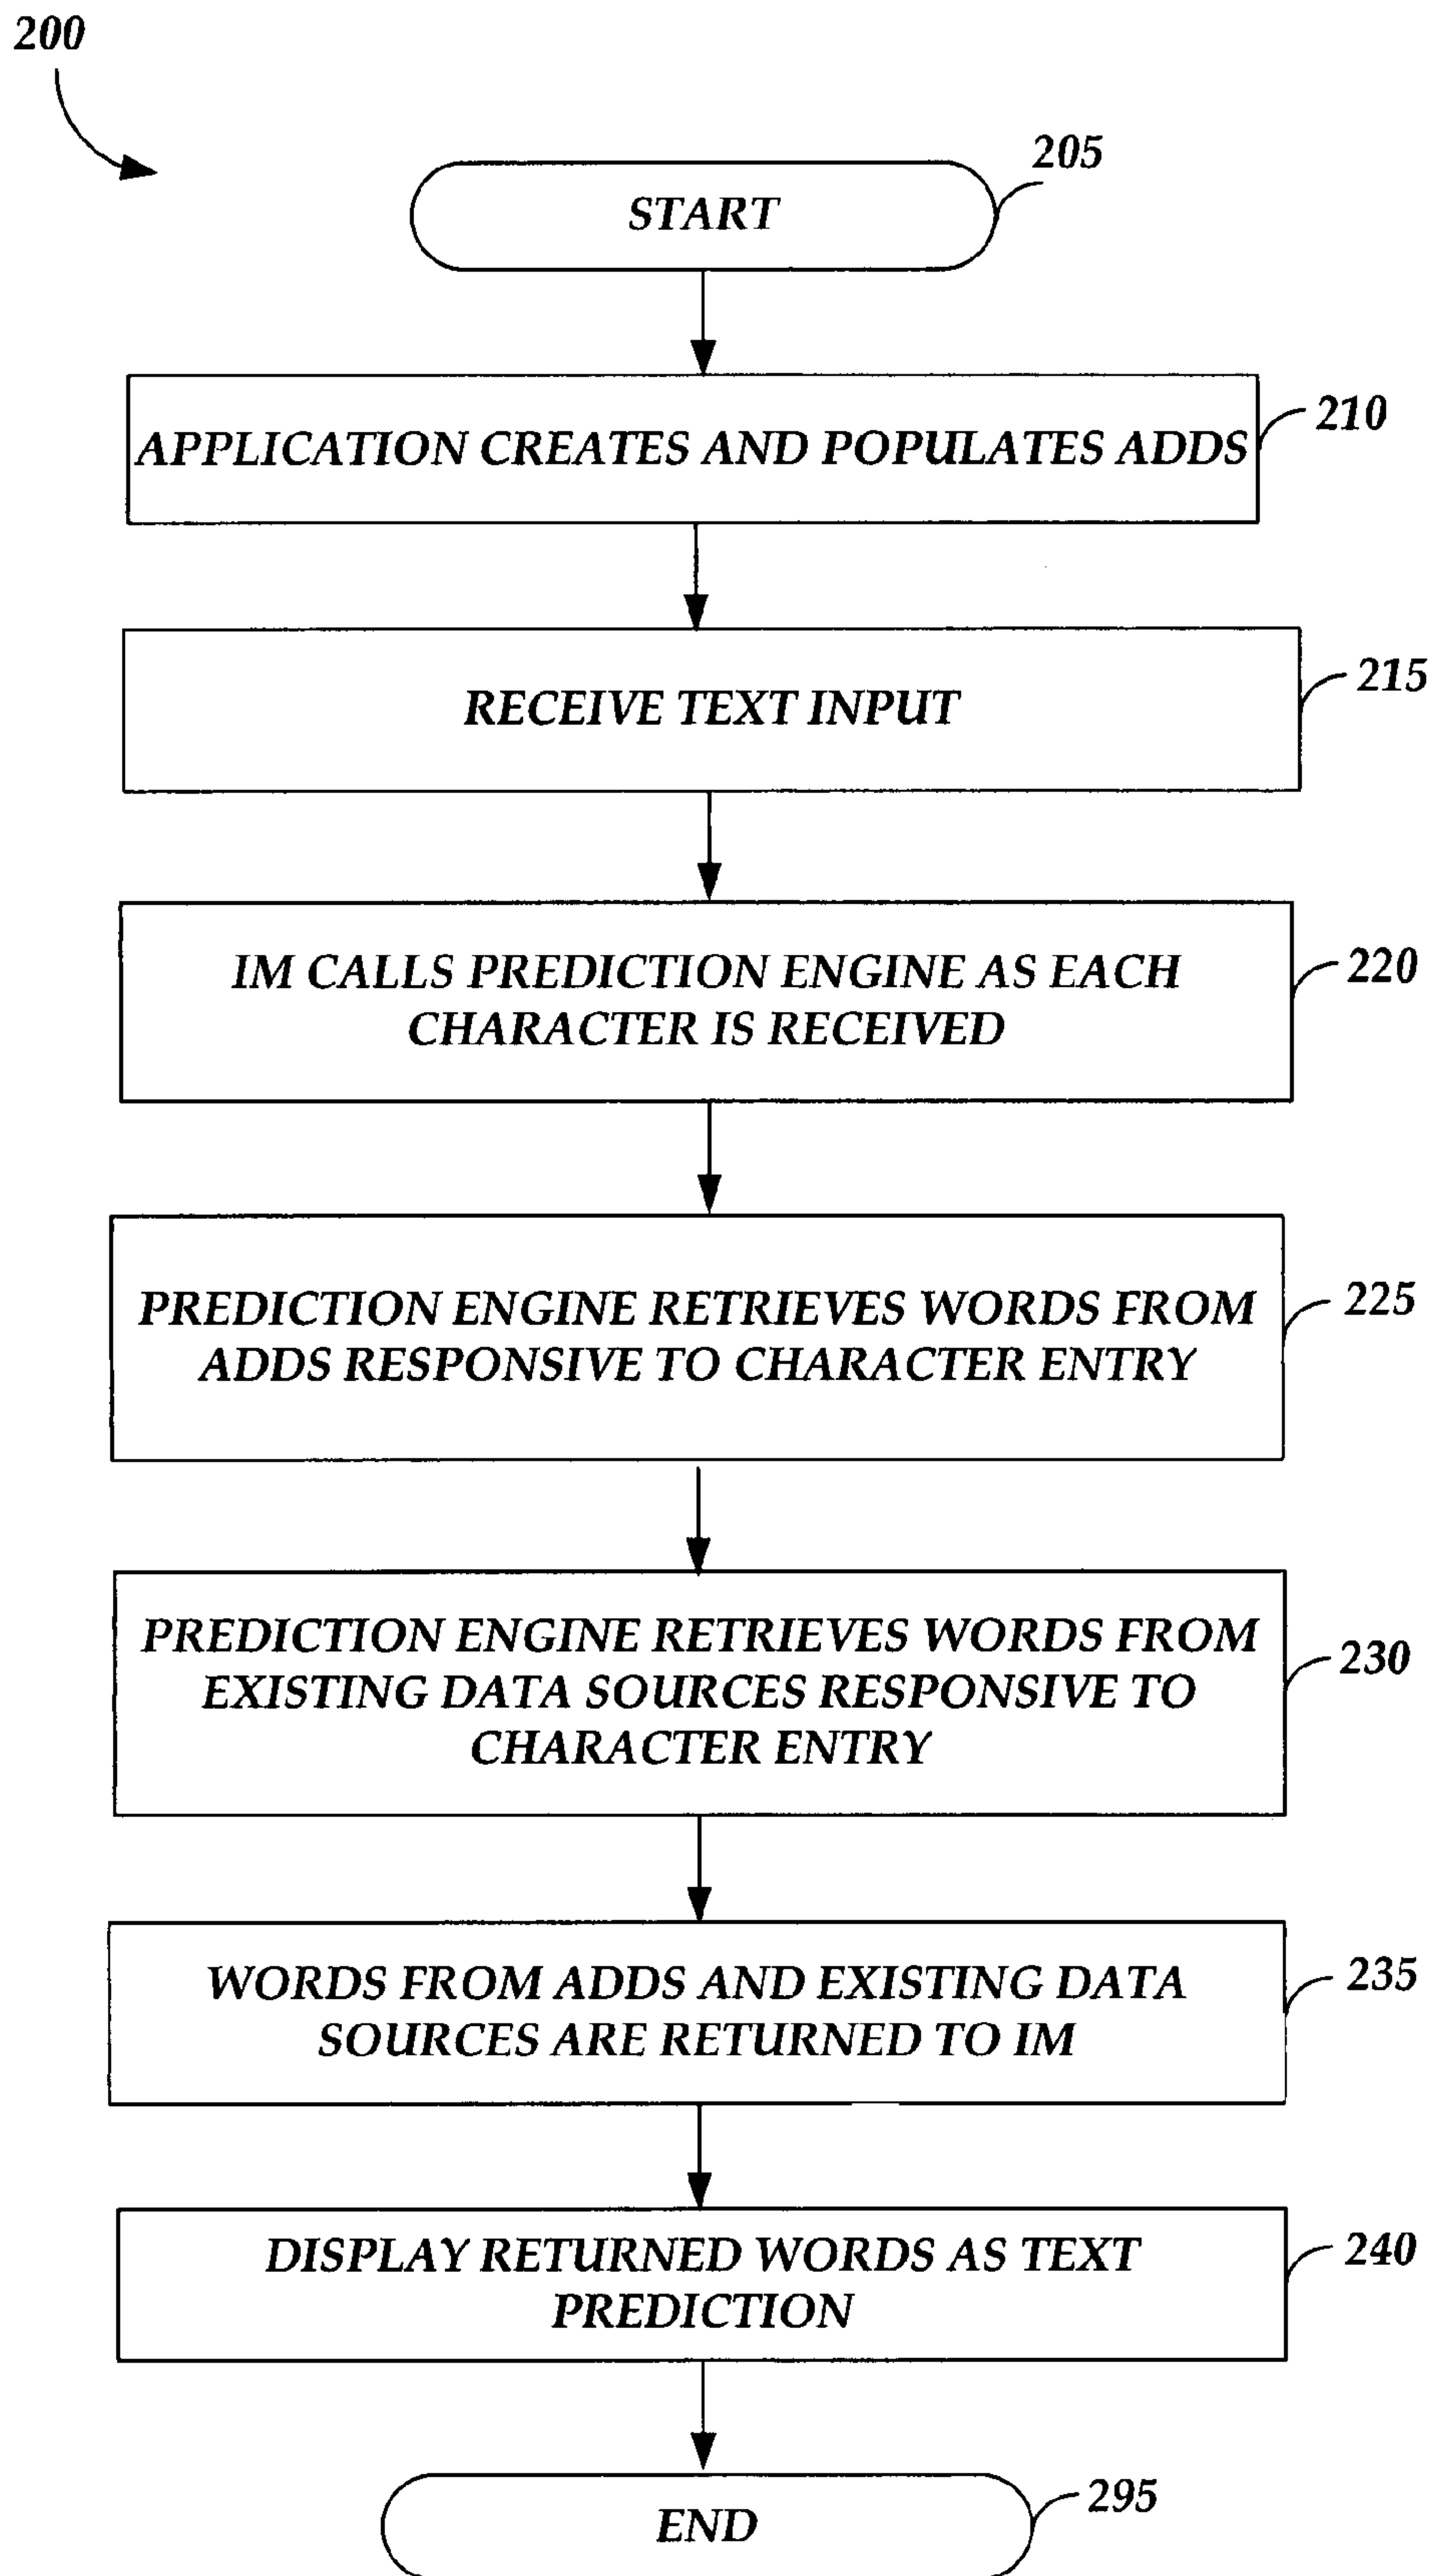 200
205
START
210
APPLICATION CREATES AND POPULATES ADDS
215
RECEIVE TEXT INPUT
220
IM CALLS PREDICTION ENGINE AS EACH
CHARACTER IS RECEIVED
225
PREDICTION ENGINE RETRIEVES WORDS FROM
ADDS RESPONSIVE TO CHARACTER ENTRY
230
PREDICTION ENGINE RETRIEVES WORDS FROM
EXISTING DATA SOURCES RESPONSIVE TO
CHARACTER ENTRY
235
WORDS FROM ADDS AND EXISTING DATA
SOURCES ARE RETURNED TO IM
240
DISPLAY RETURNED WORDS AS TEXT
PREDICTION
295
END